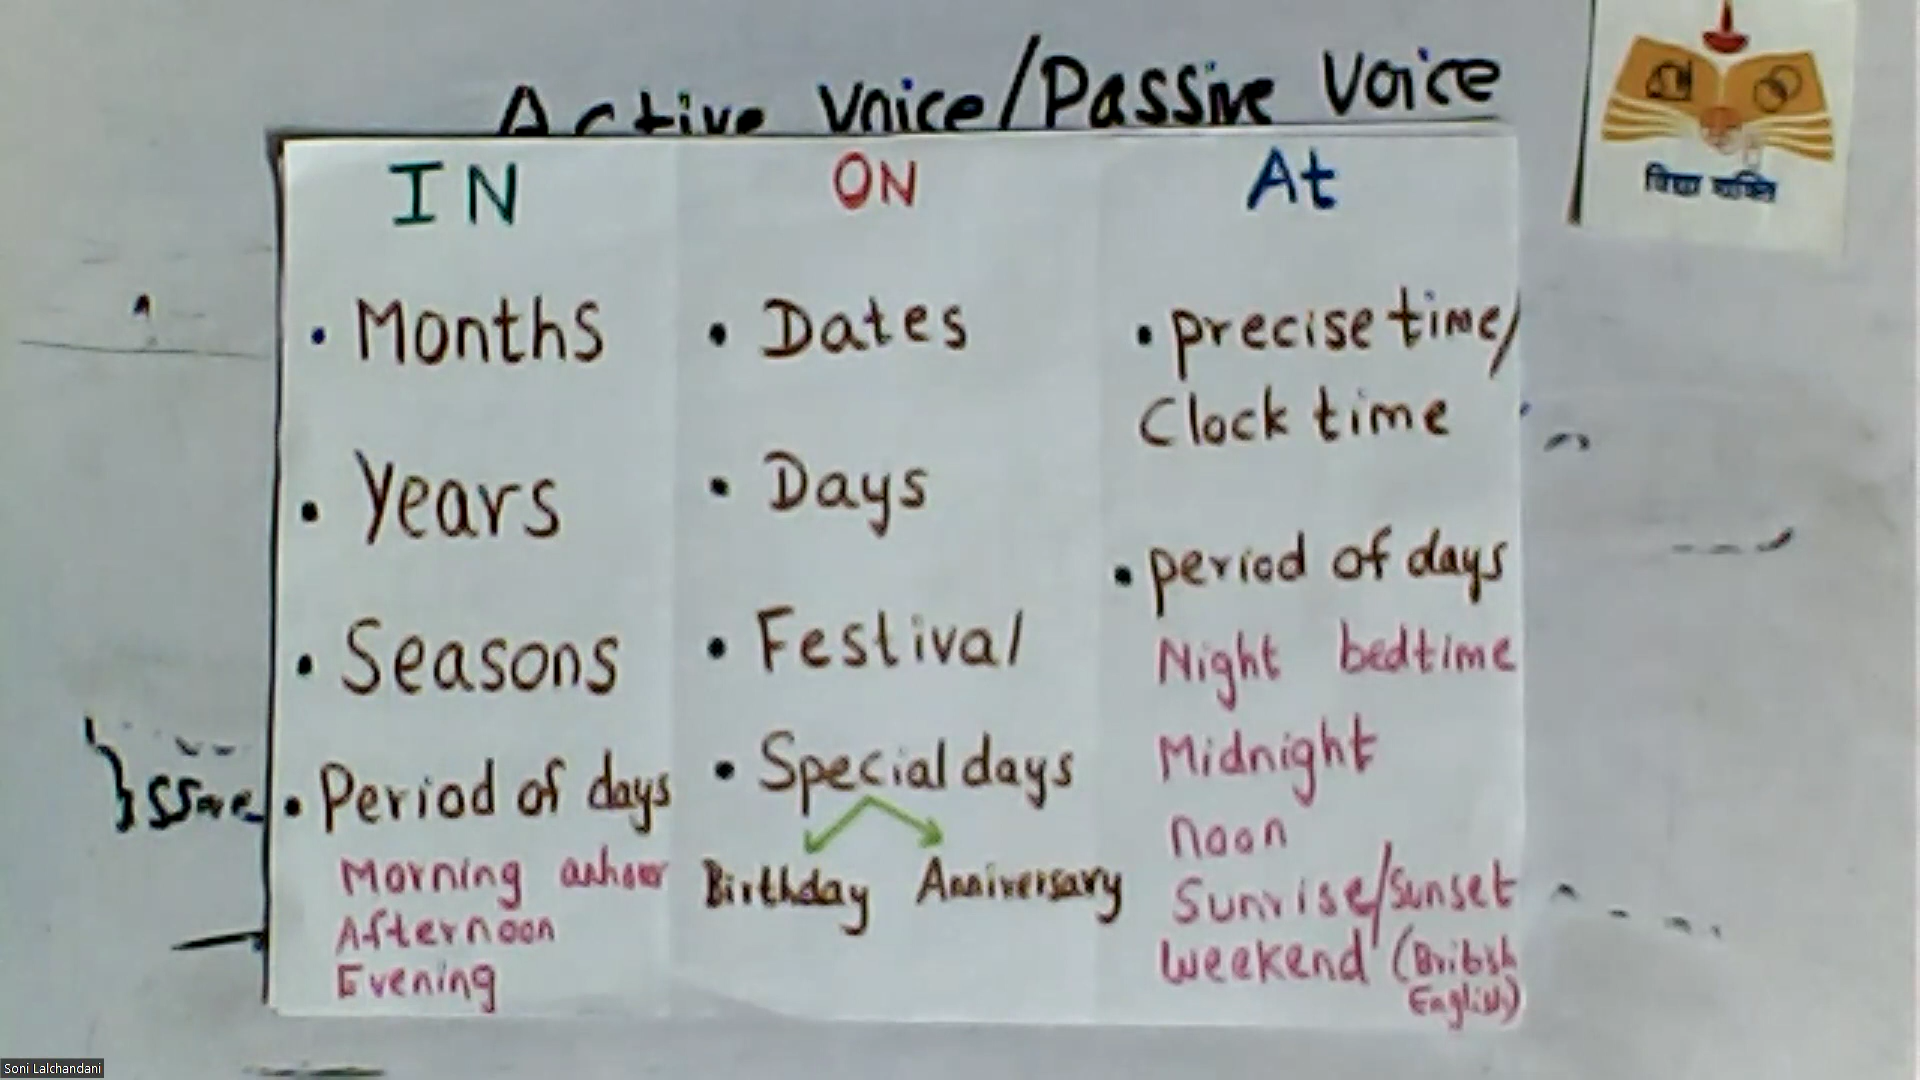 Active Voice/Passive Voice
विद्या शक्ति
IN
• Months
• Years
• Seasons
• Period of days
Morning
Afternoon
Evening
ON
• Dates
• Days
• Festival
• Special days
Birthday Anniversary
At
• precise time/
Clock time
• period of days
Night bedtime
Midnight
noon
Sunrise/Sunset
Weekend (British
English)
Soni Lalchandani